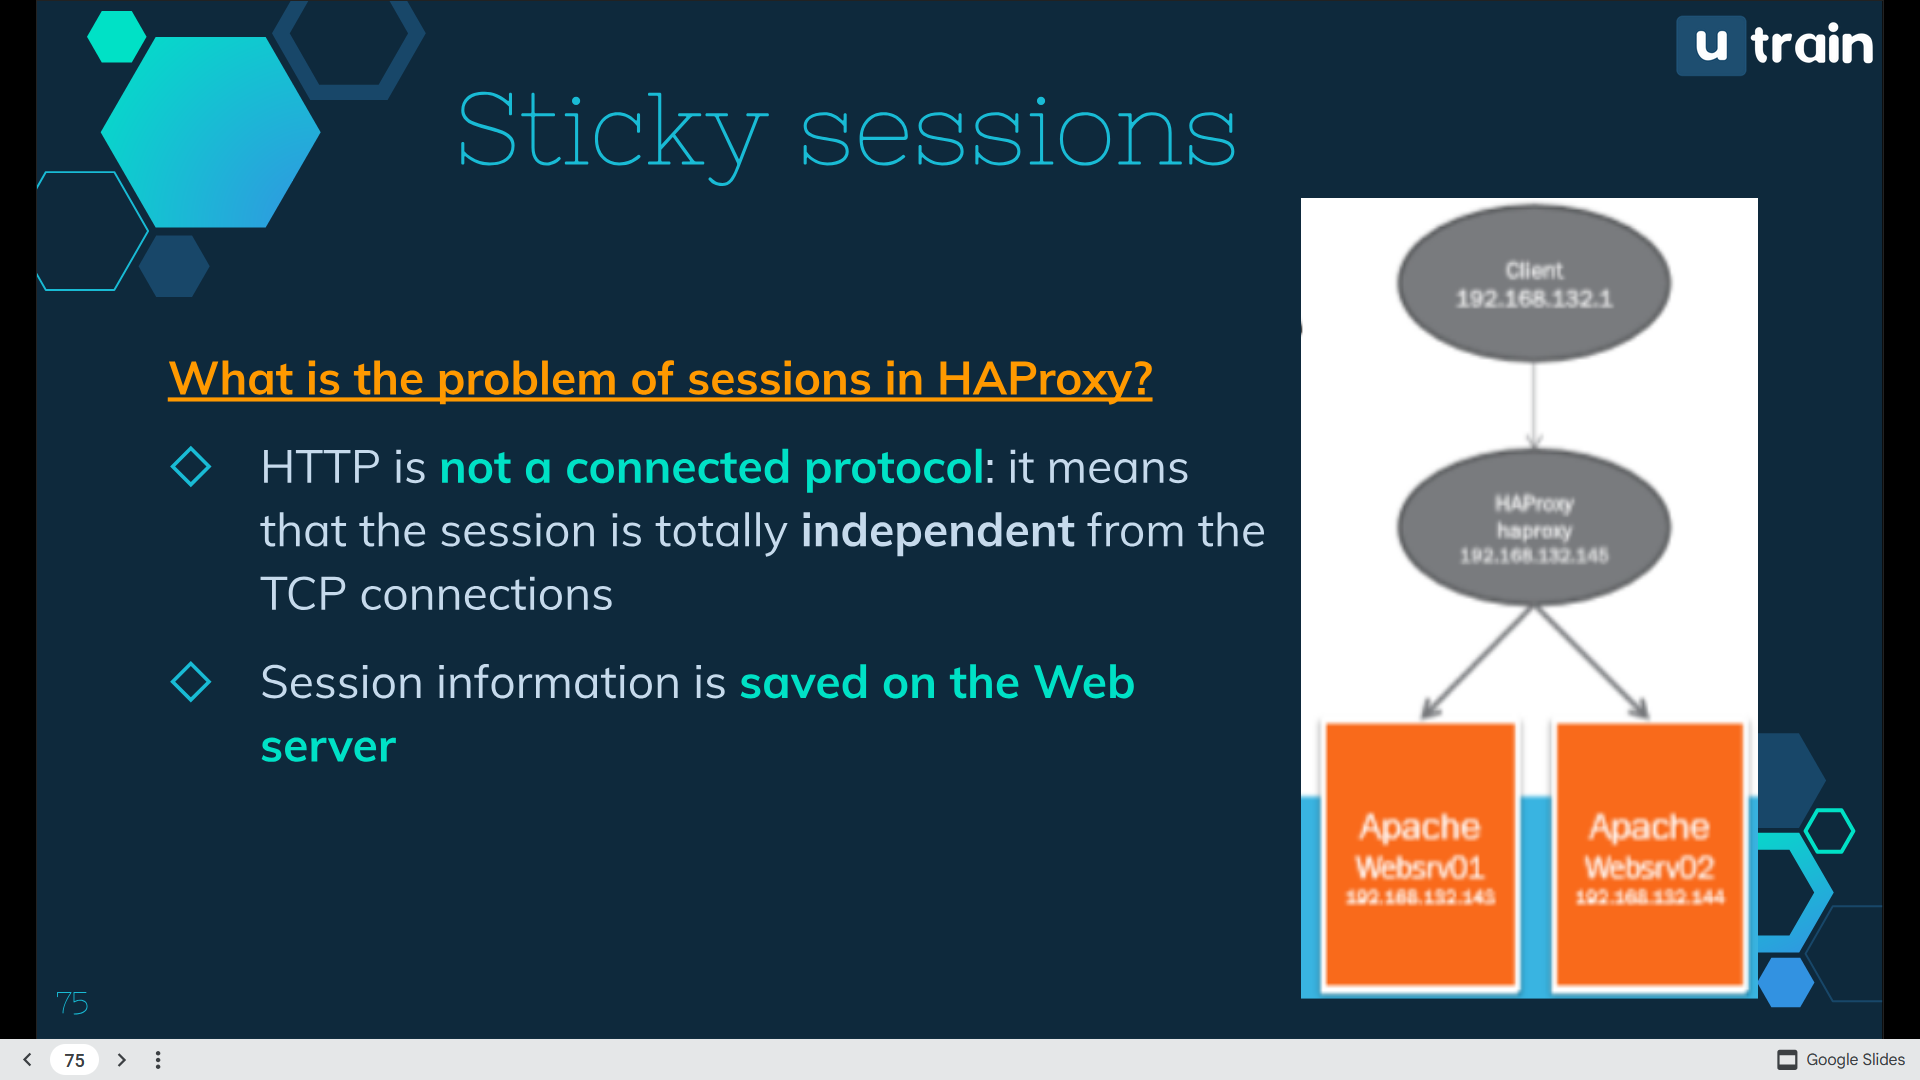 u train
Sticky sessions
What is the problem of sessions in HAProxy?
HTTP is not a connected protocol: it means
that the session is totally independent from the
TCP connections
Session information is saved on the Web
server
Client
192.168.132.1
HAProxy
haproxy
192.168.132.145
Apache
Websrv01
192.168.132.143
Apache
Websrv02
192.168.132.144
75
75
Google Slides